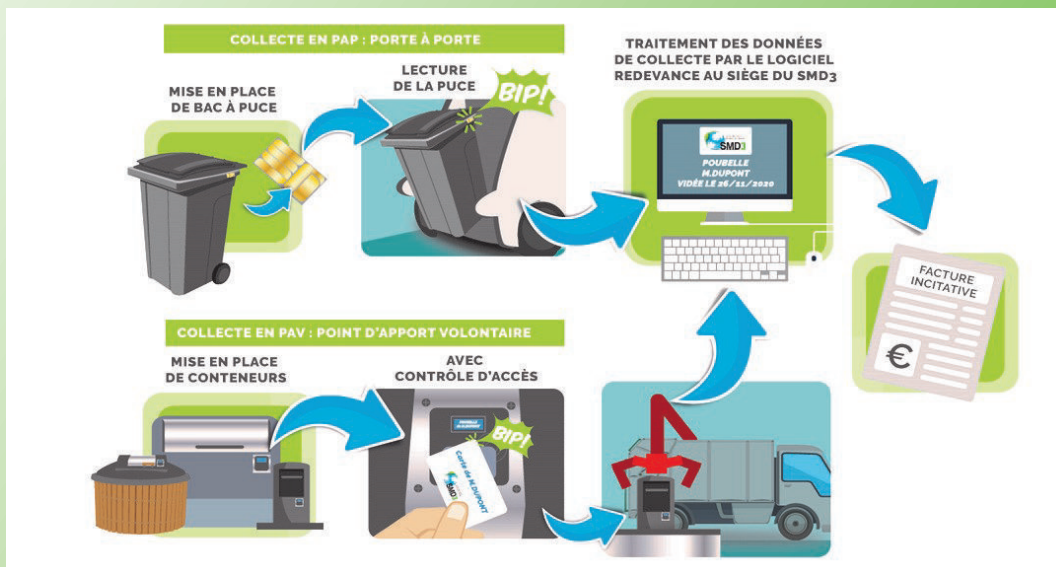 COLLECTE EN PAP : PORTE À PORTE
MISE EN PLACE
DE BAC À PUCE
LECTURE
DE LA PUCE
BIP!
TRAITEMENT DES DONNÉES
DE COLLECTE PAR LE LOGICIEL
REDEVANCE AU SIÈGE DU SMD3
SMD3
POUBELLE
M.DUPONT
VIDÉE LE 26/11/2020
FACTURE
INCITATIVE
€
COLLECTE EN PAV : POINT D'APPORT VOLONTAIRE
MISE EN PLACE
DE CONTENEURS
AVEC
CONTRÔLE D'ACCÈS
POUBELLE
BIP!
Carte de M.DUPONT
SMD3